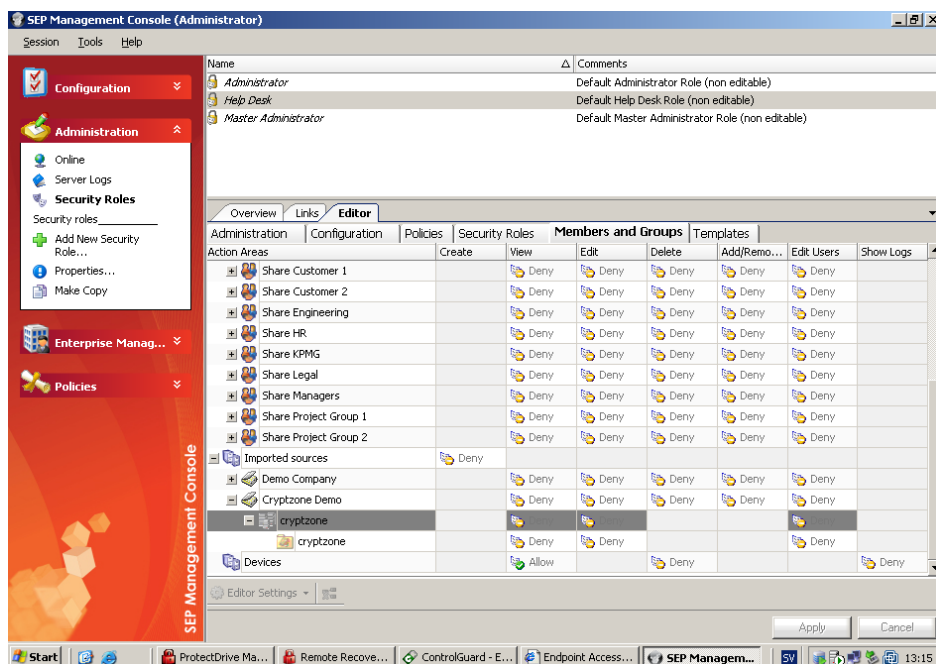 SEP Management Console (Administrator)
Session Tools Help
Configuration
Administration
Online
Server Logs
Security Roles
Security roles
Add New Security Role...
Properties...
Make Copy
Enterprise Manag...
Policies
SEP Management Console
Name Comments
Administrator Default Administrator Role (non editable)
Help Desk Default Help Desk Role (non editable)
Master Administrator Default Master Administrator Role (non editable)
Overview Links Editor
Administration Configuration Policies Security Roles Members and Groups Templates
Action Areas Create View Edit Delete Add/Remo... Edit Users Show Logs
Share Customer 1 Deny Deny Deny Deny Deny
Share Customer 2 Deny Deny Deny Deny Deny
Share Engineering Deny Deny Deny Deny Deny
Share HR Deny Deny Deny Deny Deny
Share KPMG Deny Deny Deny Deny Deny
Share Legal Deny Deny Deny Deny Deny
Share Managers Deny Deny Deny Deny Deny
Share Project Group 1 Deny Deny Deny Deny Deny
Share Project Group 2 Deny Deny Deny Deny Deny
Imported sources Deny
Demo Company Deny Deny Deny Deny Deny
Cryptzone Demo Deny Deny Deny Deny Deny
cryptzone Deny Deny Deny
cryptzone Deny Deny Deny
Devices Allow Deny Deny
Editor Settings
Apply Cancel
Start ProtectDrive Ma... Remote Recove... ControlGuard - E... Endpoint Access... SEP Managem... SV 13:15